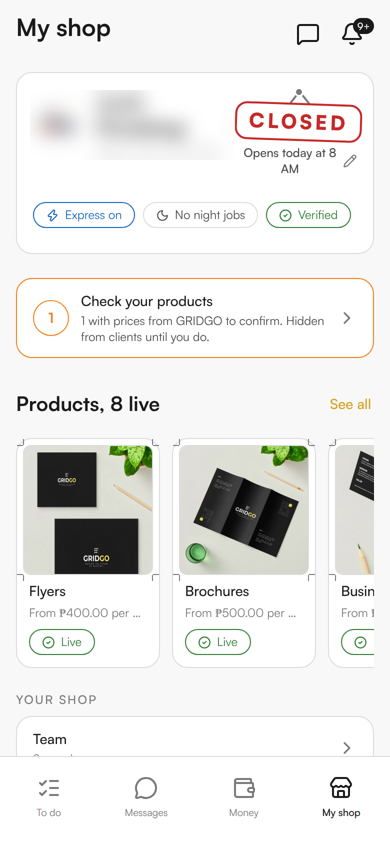 My shop
9+
CLOSED
Opens today at 8
AM
Express on
No night jobs
Verified
1
Check your products
1 with prices from GRIDGO to confirm. Hidden
from clients until you do.
Products, 8 live
See all
GRIDGO
GRIDGO
GRIDGO
Flyers
Brochures
Busin
From ₱400.00 per ...
From ₱500.00 per ...
From
Live
Live
YOUR SHOP
Team
To do
Messages
Money
My shop